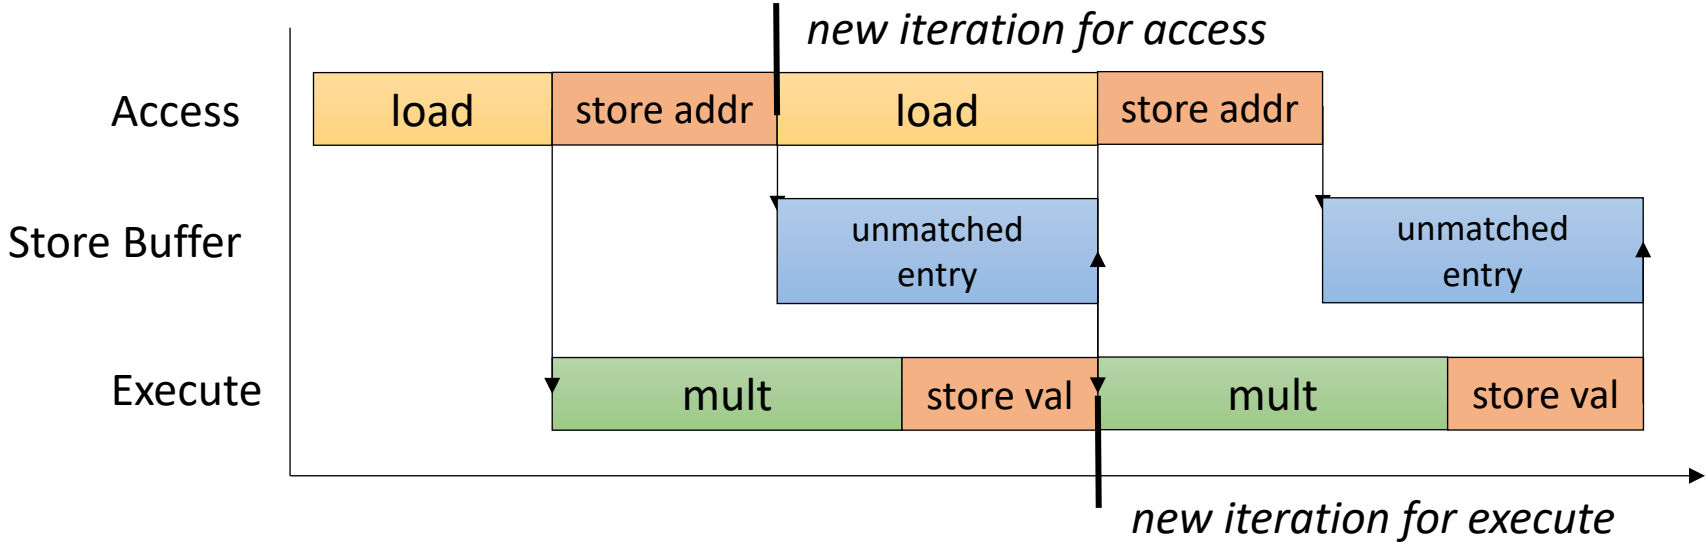 new iteration for access
Access
load
store addr
load
store addr
Store Buffer
unmatched
entry
unmatched
entry
Execute
mult
store val
mult
store val
new iteration for execute